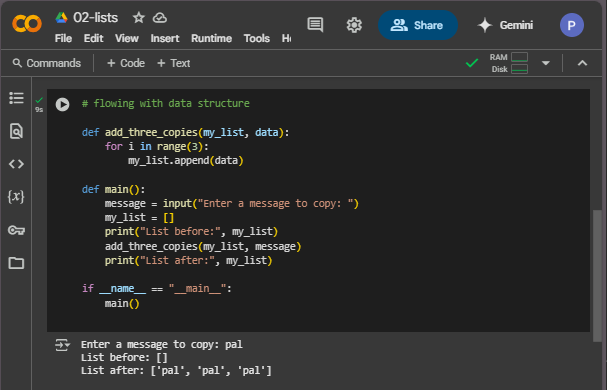 02-lists
File Edit View Insert Runtime Tools
Share
Gemini
P
Commands + Code + Text
RAM
Disk
9s
# flowing with data structure
def add_three_copies(my_list, data):
    for i in range(3):
        my_list.append(data)
def main():
    message = input("Enter a message to copy: ")
    my_list = []
    print("List before:", my_list)
    add_three_copies(my_list, message)
    print("List after:", my_list)
if __name__ == "__main__":
    main()
Enter a message to copy: pal
List before: []
List after: ['pal', 'pal', 'pal']